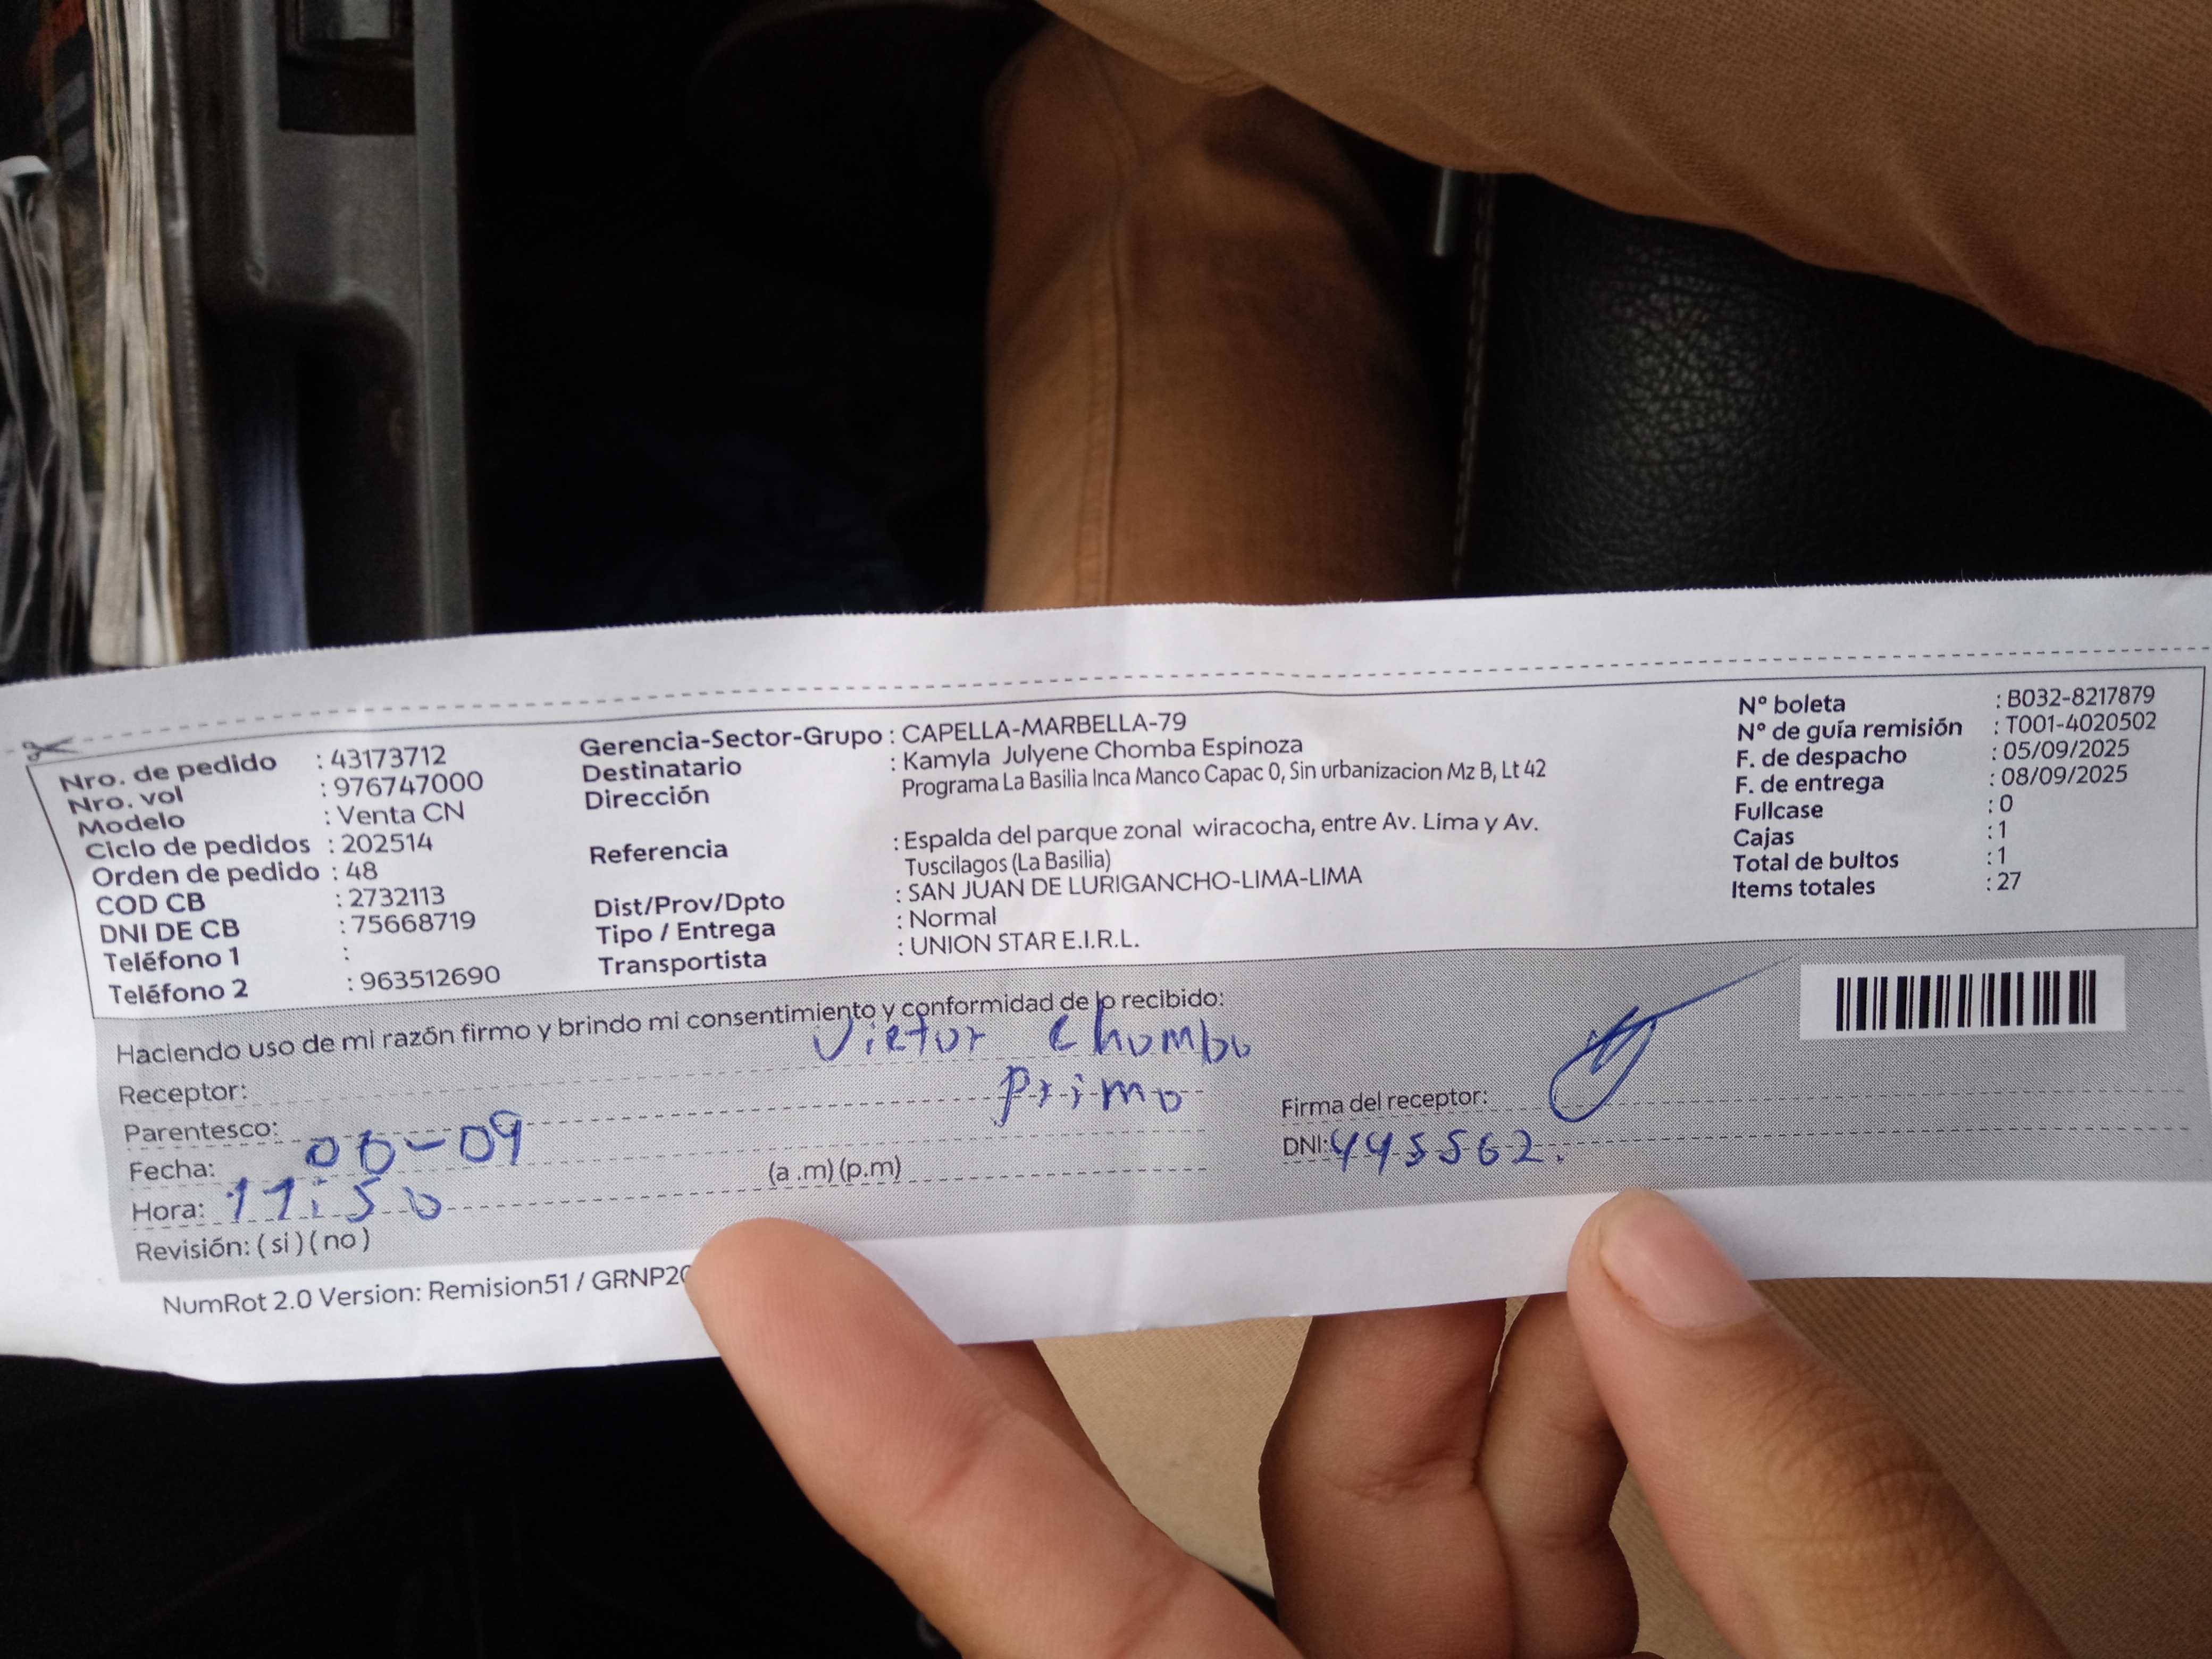 Nro. de pedido : 43173712
Nro. vol : 976747000
Modelo : Venta CN
Ciclo de pedidos : 202514
Orden de pedido : 48
COD CB : 2732113
DNI DE CB : 75668719
Teléfono 1 :
Teléfono 2 : 963512690
Gerencia-Sector-Grupo : CAPELLA-MARBELLA-79
Destinatario : Kamyla Julyene Chomba Espinoza
Dirección Programa La Basilia Inca Manco Capac 0, Sin urbanizacion Mz B, Lt 42
Referencia : Espalda del parque zonal wiracocha, entre Av. Lima y Av.
Tuscilagos (La Basilia)
Dist/Prov/Dpto : SAN JUAN DE LURIGANCHO-LIMA-LIMA
Tipo / Entrega : Normal
Transportista : UNION STAR E.I.R.L.
Nº boleta : B032-8217879
Nº de guía remisión : T001-4020502
F. de despacho : 05/09/2025
F. de entrega : 08/09/2025
Fullcase : 0
Cajas : 1
Total de bultos : 1
Items totales : 27
Haciendo uso de mi razón firmo y brindo mi consentimiento y conformidad de lo recibido:
Receptor: Victor Chombo
Parentesco: primo
Fecha: 06-09
Hora: 11:50 (a .m) (p.m)
Revisión: ( si ) ( no )
Firma del receptor:
DNI: 445562.
NumRot 2.0 Version: Remision51 / GRNP20